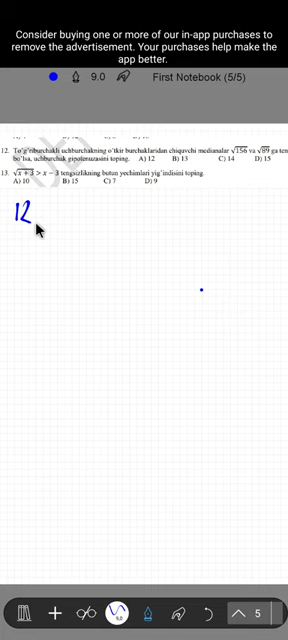 Consider buying one or more of our in-app purchases to
remove the advertisement. Your purchases help make the
app better.
9.0 First Notebook (5/5)
12. To'g'riburchakli uchburchakning o'tkir burchaklaridan chiquvchi medianalar √156 va √89 ga ten
bo'lsa, uchburchak gipotenuzasini toping. A) 12 B) 13 C) 14 D) 15
13. √x + 3 > x − 3 tengsizlikning butun yechimlari yig'indisini toping.
A) 10 B) 15 C) 7 D) 9
12
9,0
5